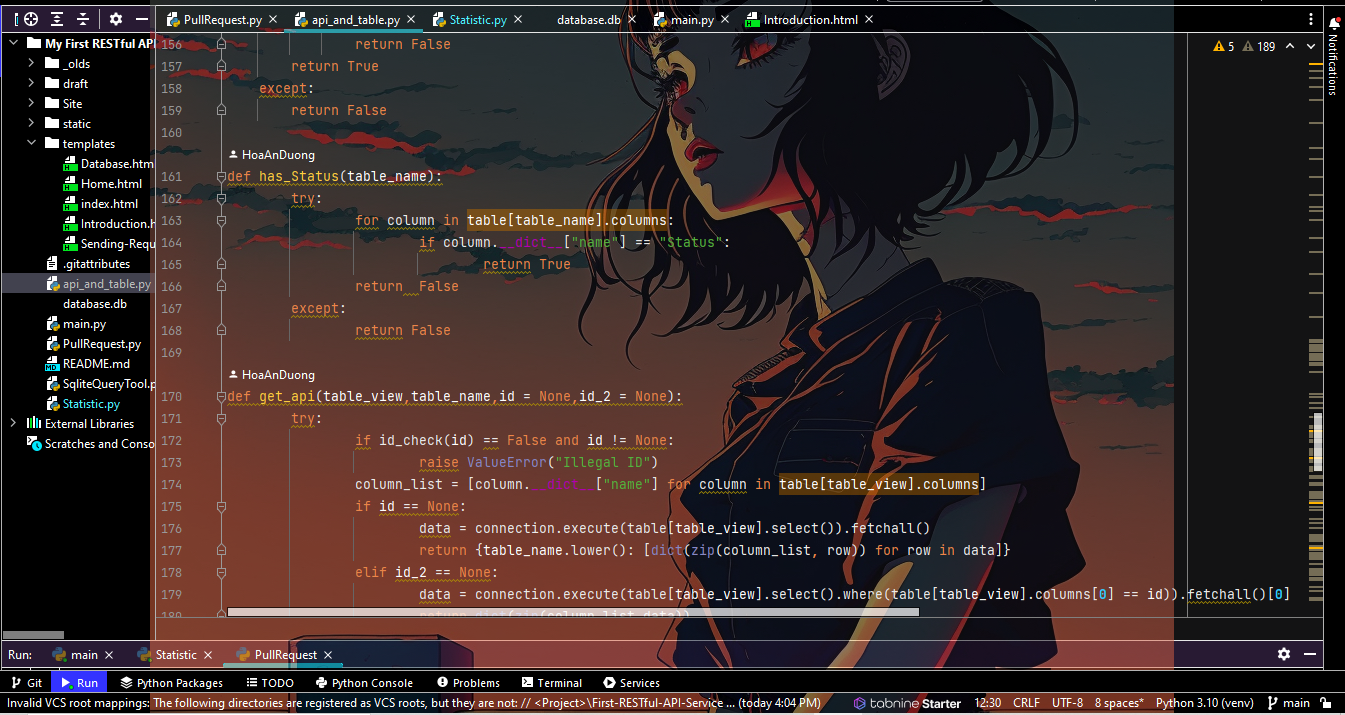 PullRequest.py
api_and_table.py
Statistic.py
database.db
main.py
Introduction.html
My First RESTful API
_olds
draft
Site
static
templates
Database.htm
Home.html
index.html
Introduction.h
Sending-Requ
.gitattributes
api_and_table.py
database.db
main.py
PullRequest.py
README.md
SqliteQueryTool.p
Statistic.py
External Libraries
Scratches and Conso
5 189
Notifications
156 return False
157 return True
158 except:
159 return False
160
HoaAnDuong
161 def has_Status(table_name):
162 try:
163 for column in table[table_name].columns:
164 if column.__dict__["name"] == "Status":
165 return True
166 return False
167 except:
168 return False
169
HoaAnDuong
170 def get_api(table_view,table_name,id = None,id_2 = None):
171 try:
172 if id_check(id) == False and id != None:
173 raise ValueError("Illegal ID")
174 column_list = [column.__dict__["name"] for column in table[table_view].columns]
175 if id == None:
176 data = connection.execute(table[table_view].select()).fetchall()
177 return {table_name.lower(): [dict(zip(column_list, row)) for row in data]}
178 elif id_2 == None:
179 data = connection.execute(table[table_view].select().where(table[table_view].columns[0] == id)).fetchall()[0]
180 return dict(zip(column_list,data))
Run: main Statistic PullRequest
Git Run Python Packages TODO Python Console Problems Terminal Services
Invalid VCS root mappings: The following directories are registered as VCS roots, but they are not: // <Project>\First-RESTful-API-Service ... (today 4:04 PM) tabnine Starter 12:30 CRLF UTF-8 8 spaces* Python 3.10 (venv) main